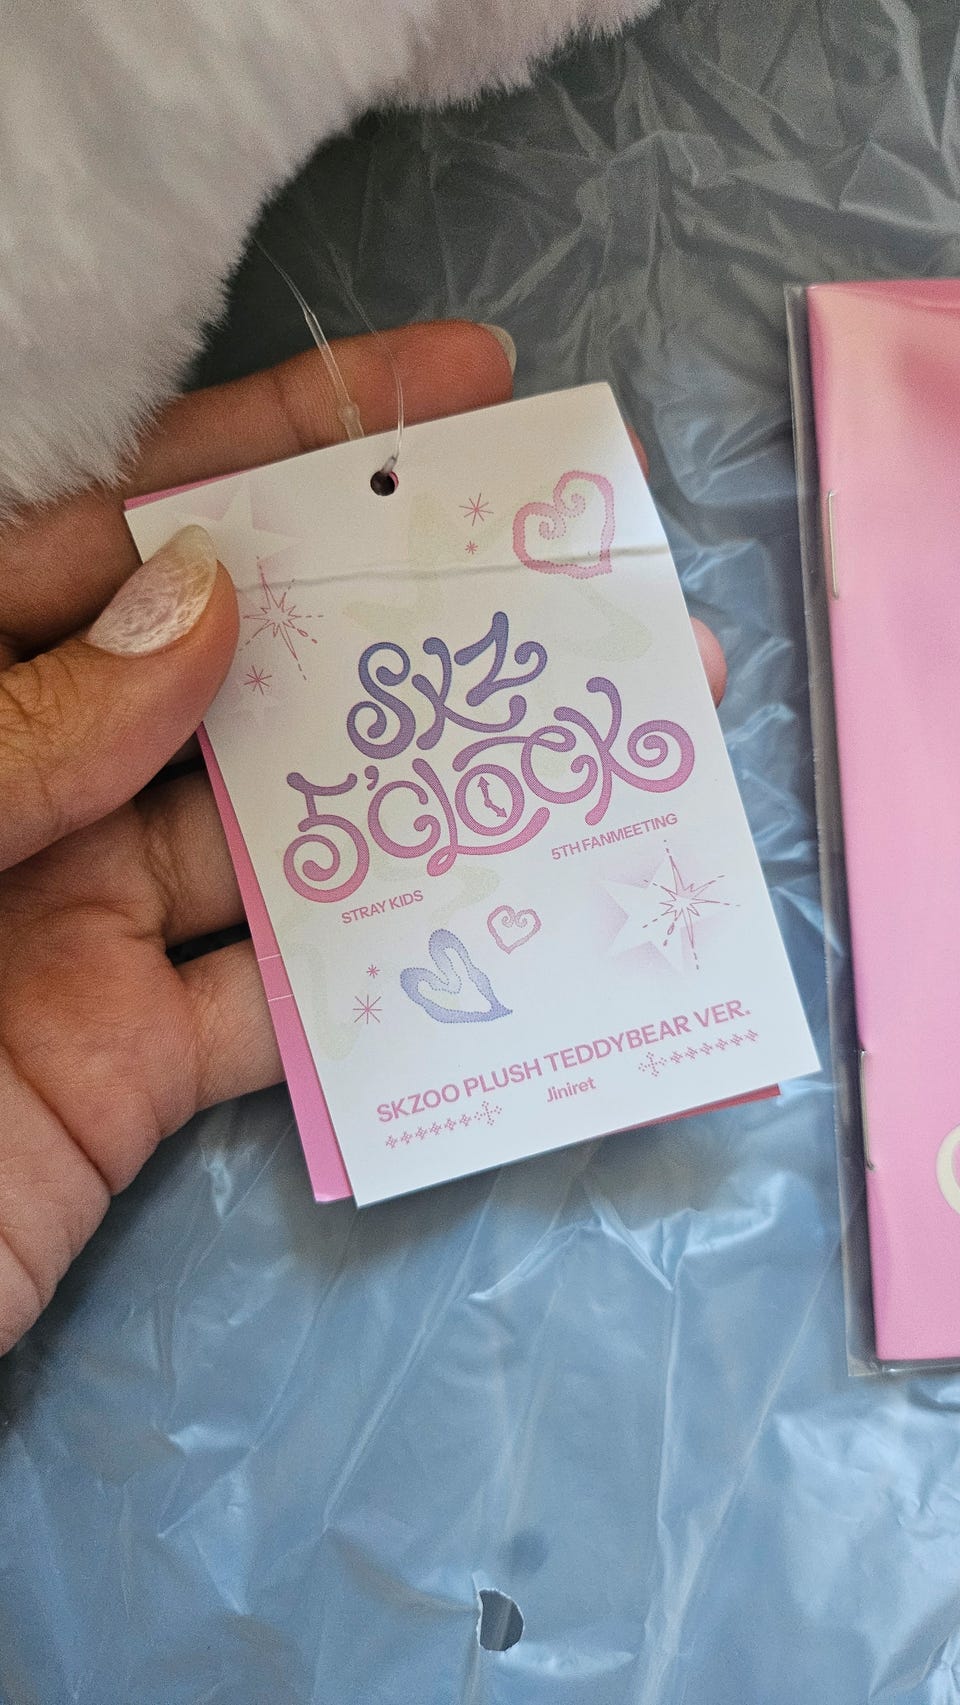 SKZ
5'CLOCK
STRAY KIDS
5TH FANMEETING
SKZOO PLUSH TEDDYBEAR VER.
Jiniret